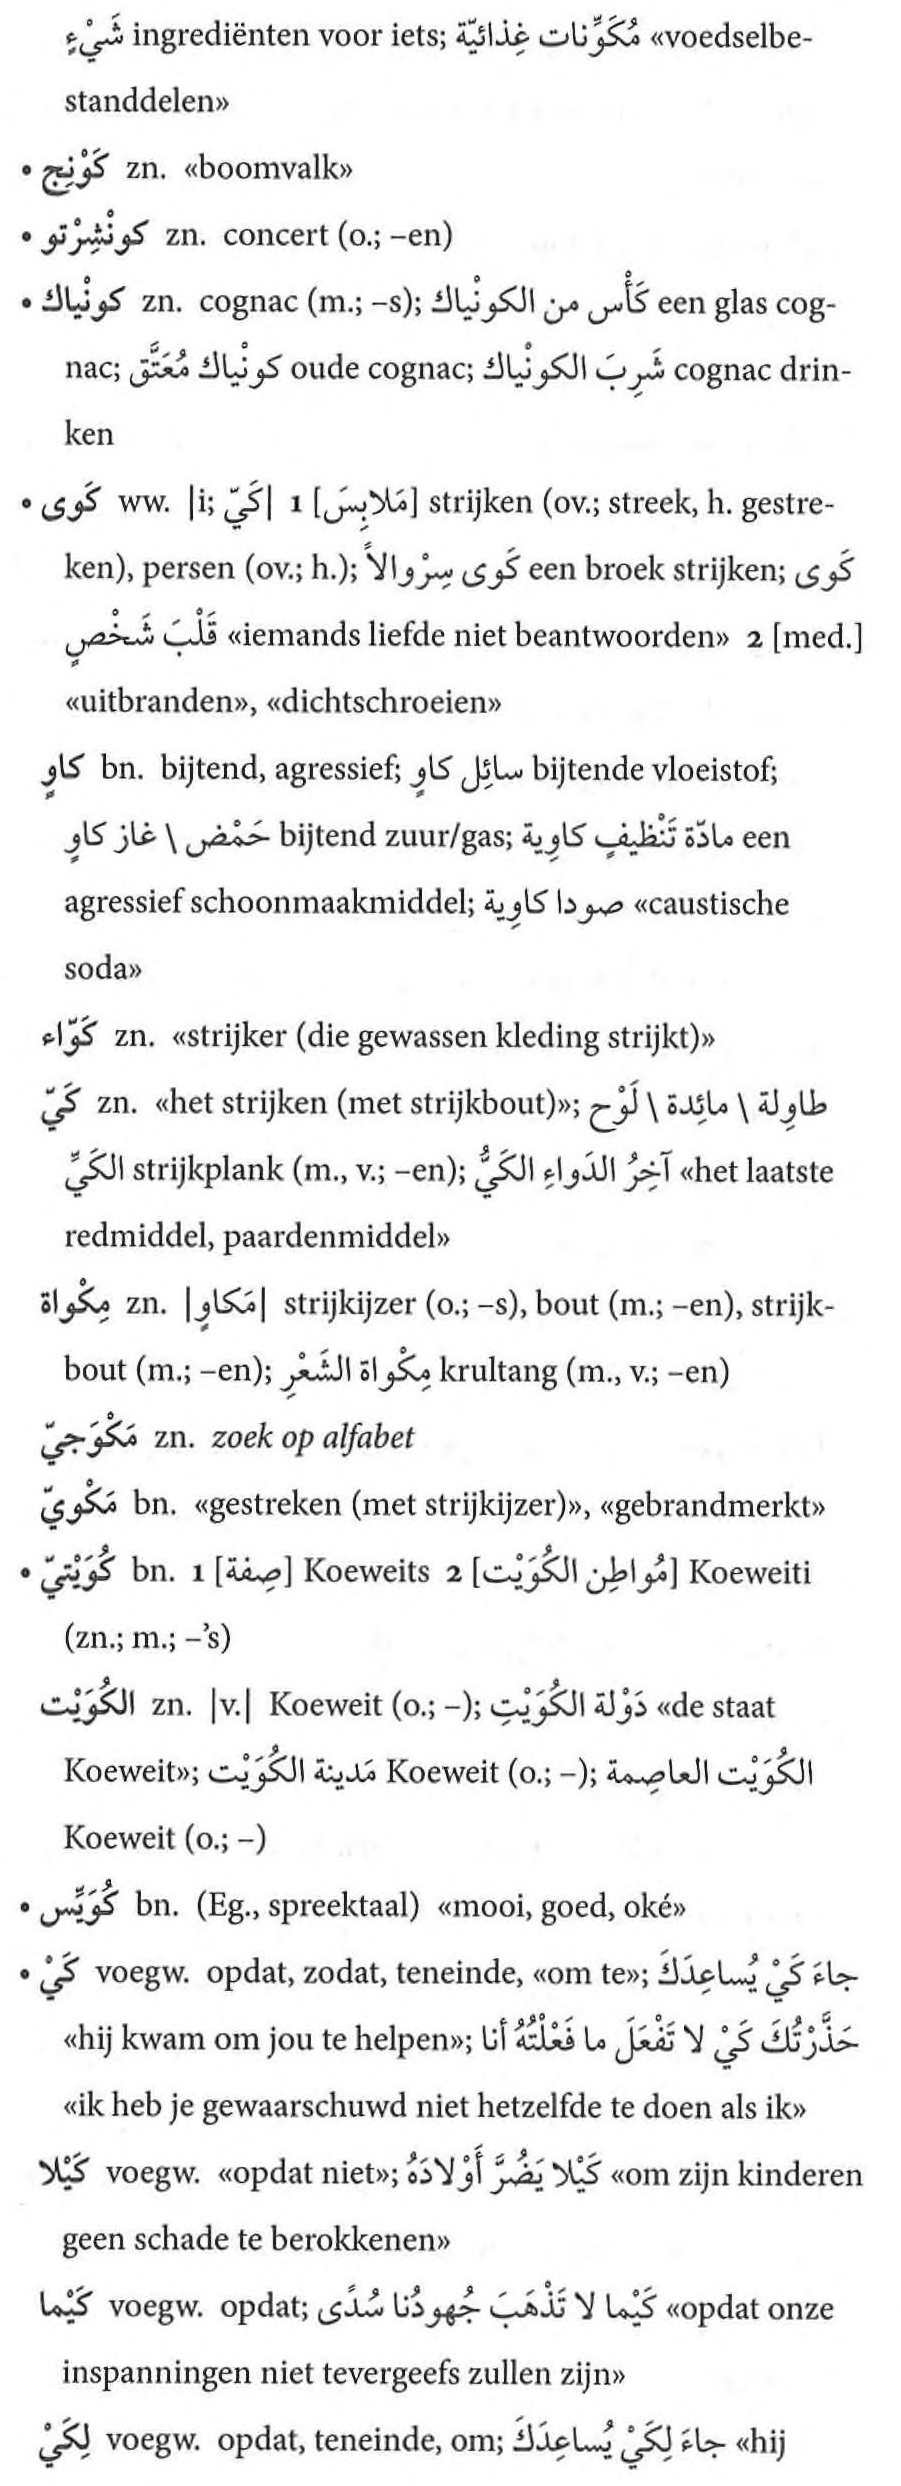 شَيْءٍ ingrediënten voor iets; مُكَوِّنات غِذائيّة «voedselbe-
standdelen»
• كَوْنِج zn. «boomvalk»
• كونْشِرْتو zn. concert (o.; –en)
• كونْياك zn. cognac (m.; –s); كَأْس من الكونْياك een glas cog-
nac; كونْياك مُعَتَّق oude cognac; شَرِبَ الكونْياك cognac drin-
ken
• كَوى ww. |i; كَيّ| 1 [مَلابِسَ] strijken (ov.; streek, h. gestre-
ken), persen (ov.; h.); كَوى سِرْوالاً een broek strijken; كَوى
قَلْبَ شَخْصٍ «iemands liefde niet beantwoorden» 2 [med.]
«uitbranden», «dichtschroeien»
كاوٍ bn. bijtend, agressief; سائِل كاوٍ bijtende vloeistof;
حَمْض \ غاز كاوٍ bijtend zuur/gas; مادّة تَنْظيفٍ كاوِية een
agressief schoonmaakmiddel; صودا كاوِية «caustische
soda»
كَوّاء zn. «strijker (die gewassen kleding strijkt)»
كَيّ zn. «het strijken (met strijkbout)»; طاوِلة \ مائِدة \ لَوْح
الكَيِّ strijkplank (m., v.; –en); آخِرُ الدَواءِ الكَيُّ «het laatste
redmiddel, paardenmiddel»
مِكْواة zn. |مَكاوٍ| strijkijzer (o.; –s), bout (m.; –en), strijk-
bout (m.; –en); مِكْواة الشَعْرِ krultang (m., v.; –en)
مَكْوَجيّ zn. zoek op alfabet
مَكْويّ bn. «gestreken (met strijkijzer)», «gebrandmerkt»
• كُوَيْتيّ bn. 1 [صِفة] Koeweits 2 [مُواطِن الكُوَيْت] Koeweiti
(zn.; m.; –’s)
الكُوَيْت zn. |v.| Koeweit (o.; –); دَوْلة الكُوَيْتِ «de staat
Koeweit»; مَدينة الكُوَيْت Koeweit (o.; –); الكُوَيْت العاصِمة
Koeweit (o.; –)
• كُوَيِّس bn. (Eg., spreektaal) «mooi, goed, oké»
• كَيْ voegw. opdat, zodat, teneinde, «om te»; جاءَ كَيْ يُساعِدَكَ
«hij kwam om jou te helpen»; حَذَّرْتُكَ كَيْ لا تَفْعَلَ ما فَعْلْتُهُ أنا
«ik heb je gewaarschuwd niet hetzelfde te doen als ik»
كَيْلا voegw. «opdat niet»; كَيْلا يَضُرَّ أَوْلادَهُ «om zijn kinderen
geen schade te berokkenen»
كَيْما voegw. opdat; كَيْما لا تَذْهَبَ جُهودُنا سُدًى «opdat onze
inspanningen niet tevergeefs zullen zijn»
لِكَيْ voegw. opdat, teneinde, om; جاءَ لِكَيْ يُساعِدَكَ «hij